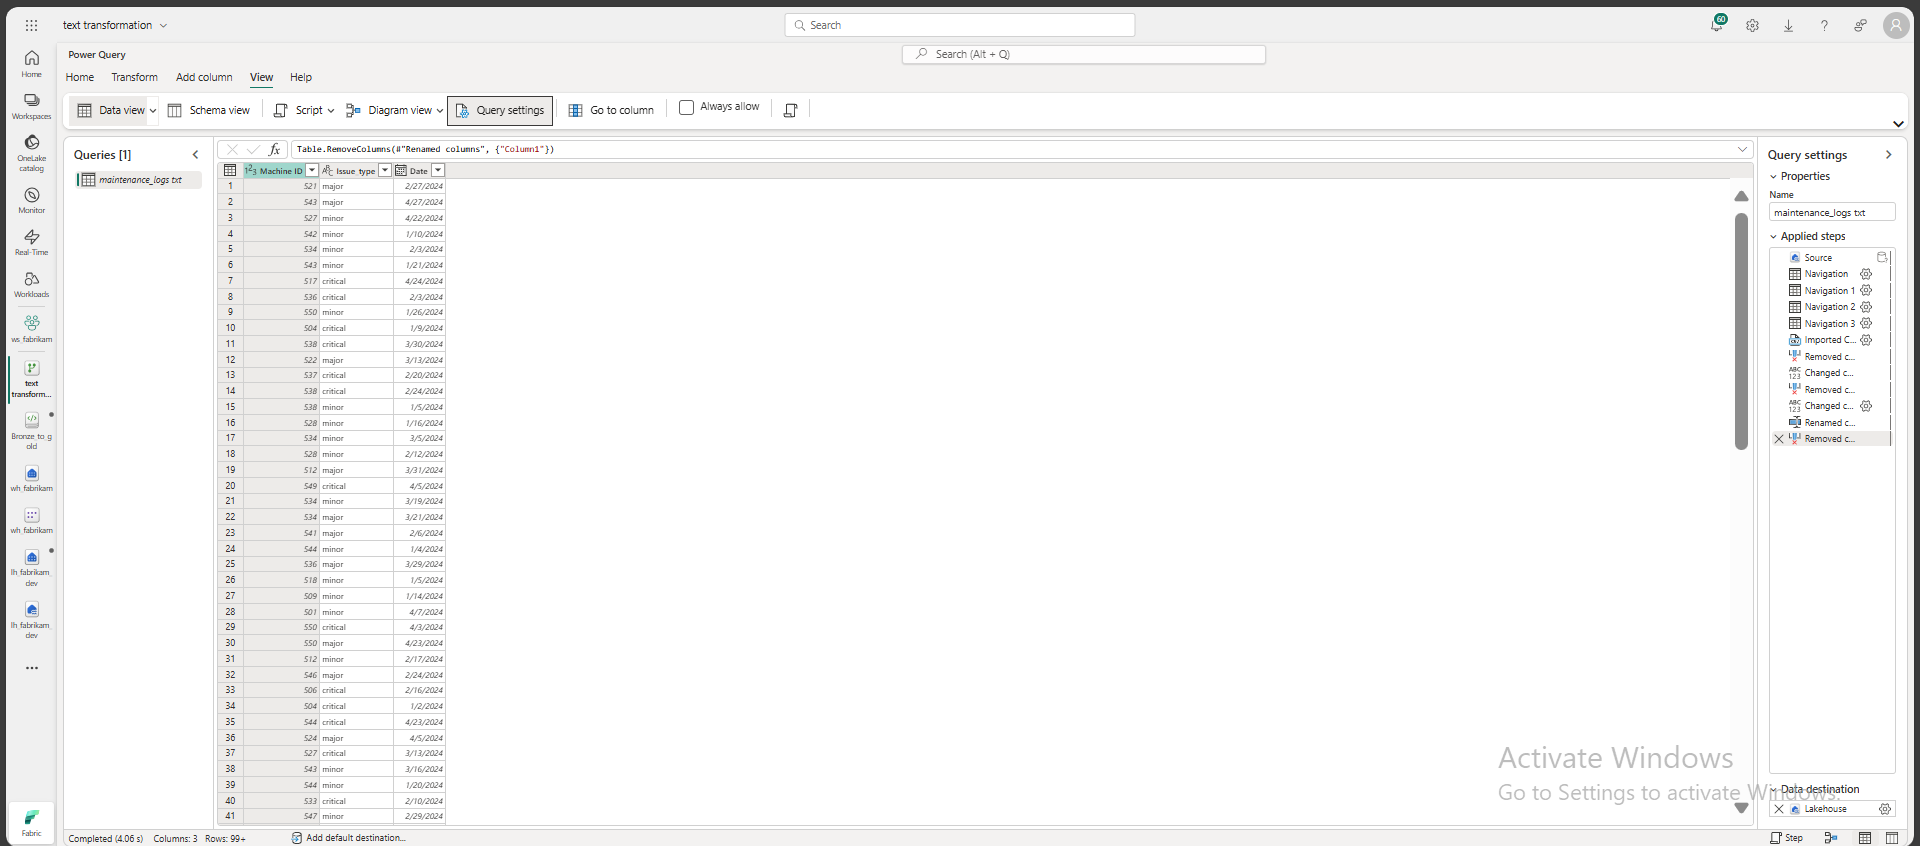 text transformation
Search
60
Power Query
Search (Alt + Q)
Home
Transform
Add column
View
Help
Data view
Schema view
Script
Diagram view
Query settings
Go to column
Always allow
Home
Workspaces
OneLake
catalog
Monitor
Real-Time
Workloads
ws_fabrikam
text
transform...
Bronze_to_g
old
wh_fabrikam
wh_fabrikam
lh_fabrikam_
dev
lh_fabrikam_
dev
Fabric
Queries [1]
maintenance_logs txt
fx
Table.RemoveColumns(#"Renamed columns", {"Column1"})
Machine ID Issue_type Date
1 521 major 2/27/2024
2 543 major 4/27/2024
3 527 minor 4/22/2024
4 542 minor 1/10/2024
5 534 minor 2/3/2024
6 543 minor 1/21/2024
7 517 critical 4/24/2024
8 536 critical 2/3/2024
9 550 minor 1/26/2024
10 504 critical 1/9/2024
11 538 critical 3/30/2024
12 522 major 3/13/2024
13 537 critical 2/20/2024
14 538 critical 2/24/2024
15 538 minor 1/5/2024
16 528 minor 1/16/2024
17 534 minor 3/5/2024
18 528 minor 2/12/2024
19 512 major 3/31/2024
20 549 critical 4/5/2024
21 534 minor 3/19/2024
22 534 major 3/21/2024
23 541 major 2/6/2024
24 544 minor 1/4/2024
25 536 major 3/29/2024
26 518 minor 1/5/2024
27 509 minor 1/14/2024
28 501 minor 4/7/2024
29 550 critical 4/3/2024
30 550 major 4/23/2024
31 512 minor 2/17/2024
32 546 major 2/24/2024
33 506 critical 2/16/2024
34 504 critical 1/2/2024
35 544 critical 4/23/2024
36 524 major 4/5/2024
37 527 critical 3/13/2024
38 543 minor 3/16/2024
39 544 minor 1/20/2024
40 533 critical 2/10/2024
41 547 minor 2/29/2024
Query settings
Properties
Name
maintenance_logs txt
Applied steps
Source
Navigation
Navigation 1
Navigation 2
Navigation 3
Imported C...
Removed c...
Changed c...
Removed c...
Changed c...
Renamed c...
Removed c...
Activate Windows
Go to Settings to activate Windows.
Data destination
Lakehouse
Completed (4.06 s) Columns: 3 Rows: 99+
Add default destination...
Step